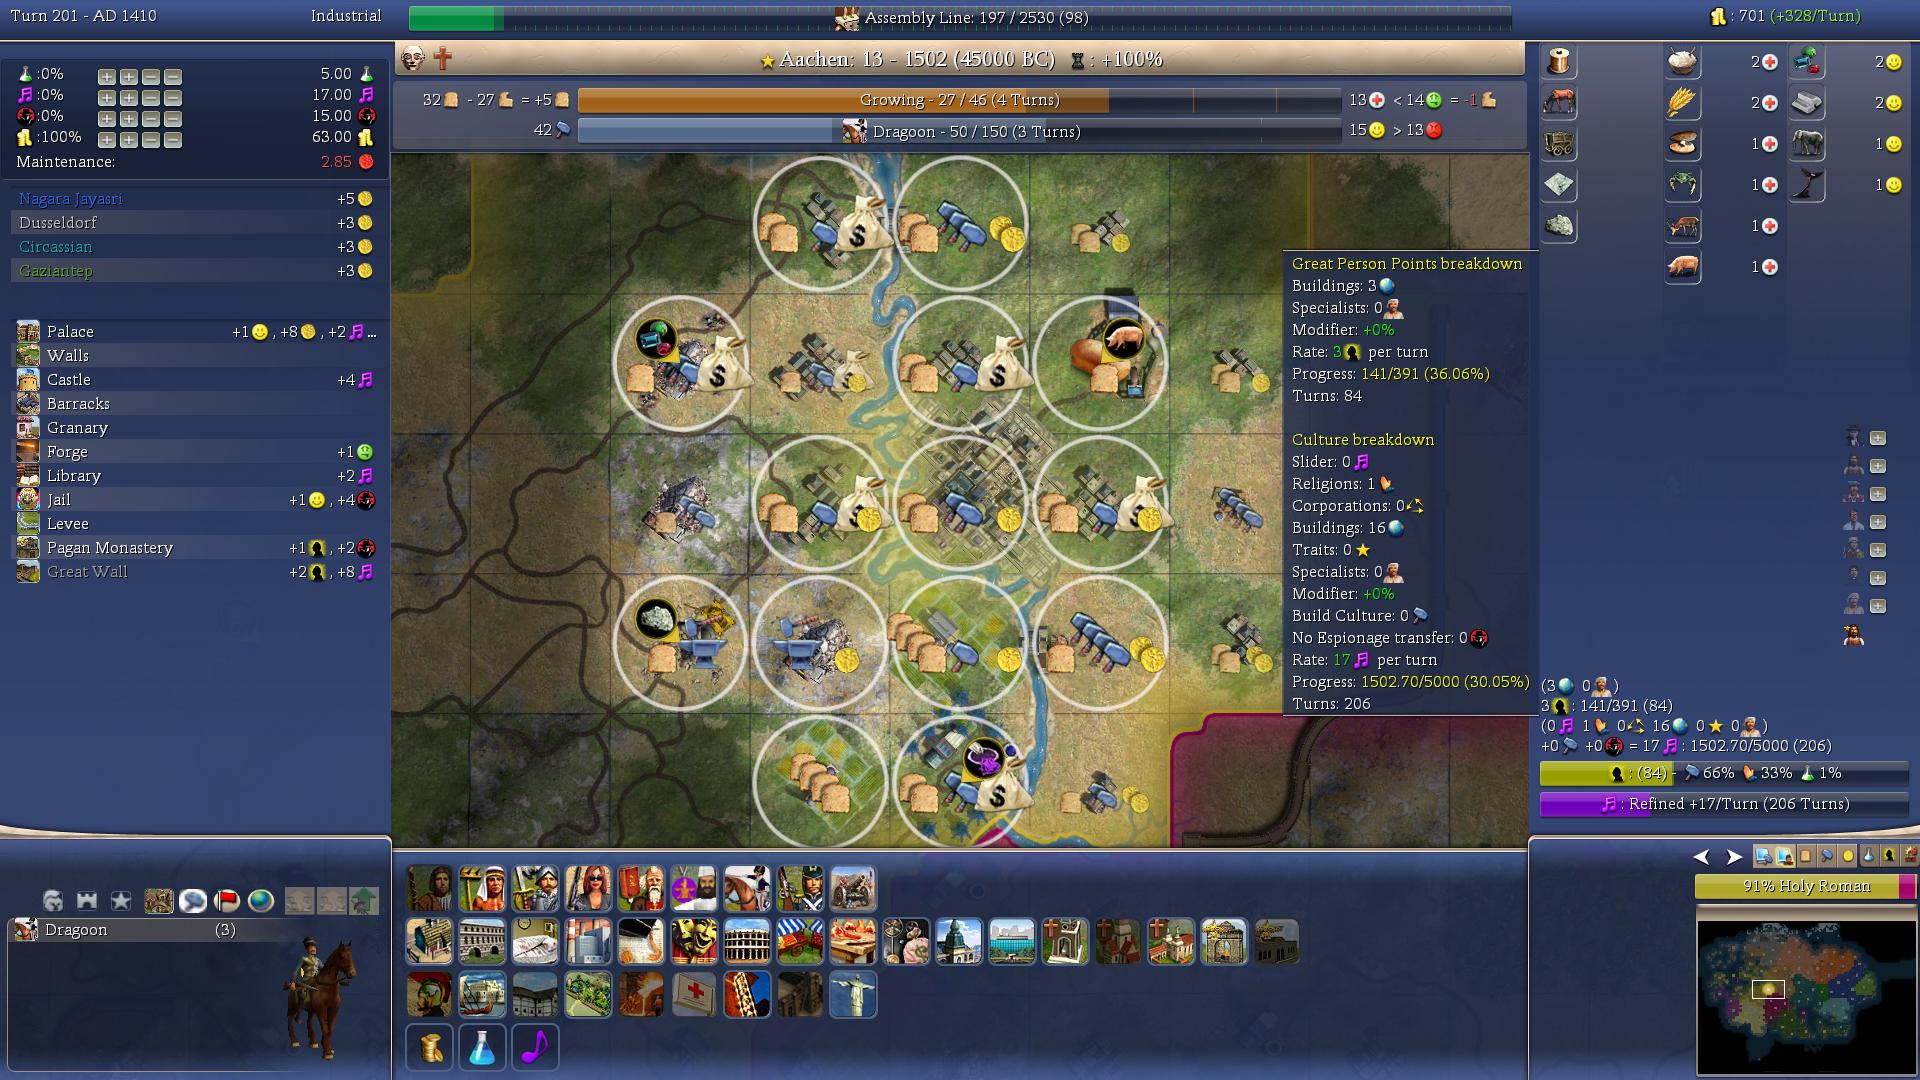 Turn 201 - AD 1410
Industrial
Assembly Line: 197 / 2530 (98)
: 701 (+328/Turn)
:0%
5.00
:0%
17.00
:0%
15.00
:100%
63.00
Maintenance:
2.85
Aachen: 13 - 1502 (45000 BC) : +100%
32 - 27 = +5
Growing - 27 / 46 (4 Turns)
13 < 14 = -1
42
Dragoon - 50 / 150 (3 Turns)
15 > 13
Nagara Jayasri +5
Dusseldorf +3
Circassian +3
Gaziantep +3
Palace +1 , +8 , +2 ...
Walls
Castle +4
Barracks
Granary
Forge +1
Library +2
Jail +1 , +4
Levee
Pagan Monastery +1 , +2
Great Wall +2 , +8
2 2
2 2
1 1
1 1
1
1
Great Person Points breakdown
Buildings: 3
Specialists: 0
Modifier: +0%
Rate: 3 per turn
Progress: 141/391 (36.06%)
Turns: 84
Culture breakdown
Slider: 0
Religions: 1
Corporations: 0
Buildings: 16
Traits: 0
Specialists: 0
Modifier: +0%
Build Culture: 0
No Espionage transfer: 0
Rate: 17 per turn
Progress: 1502.70/5000 (30.05%)
Turns: 206
(3 0 )
3 : 141/391 (84)
(0 1 0 16 0 0 )
+0 +0 = 17 : 1502.70/5000 (206)
: (84) - 66% 33% 1%
: Refined +17/Turn (206 Turns)
Dragoon (3)
91% Holy Roman